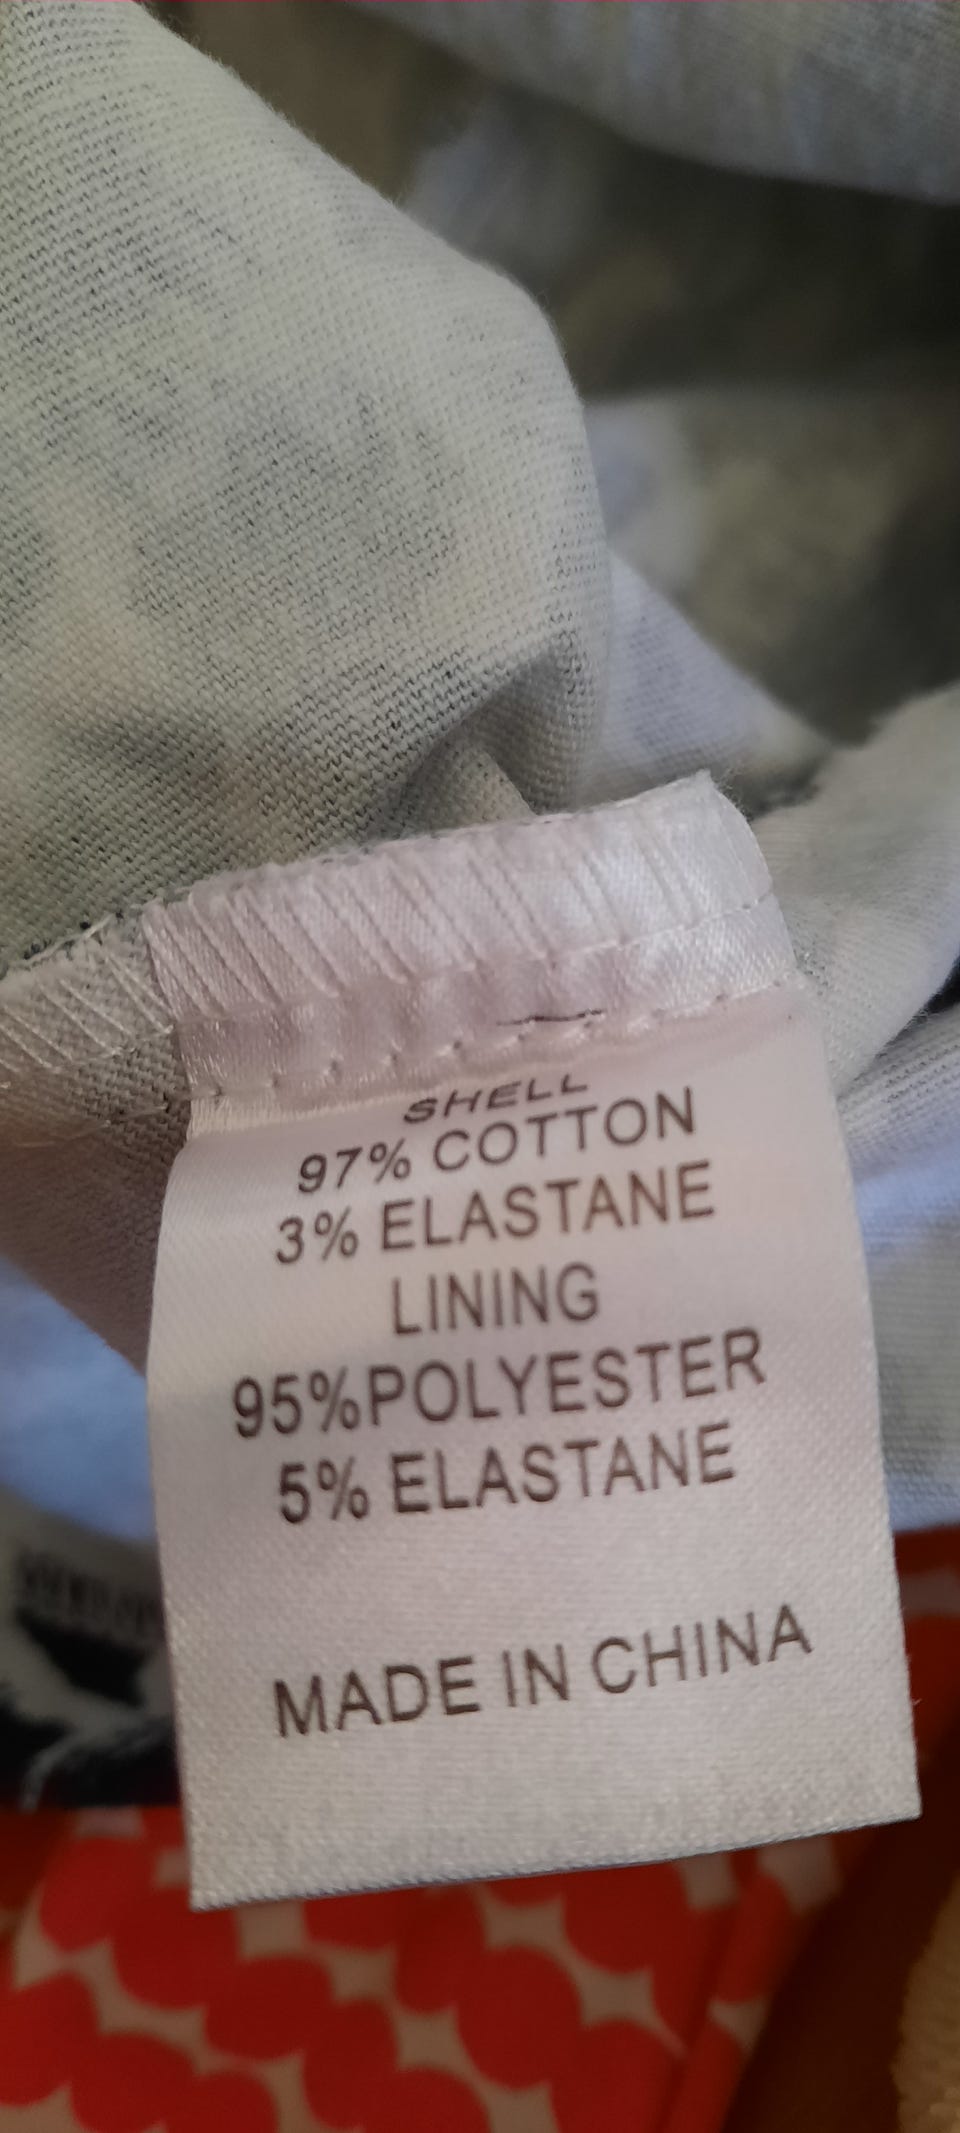 SHELL
97% COTTON
3% ELASTANE
LINING
95%POLYESTER
5% ELASTANE
MADE IN CHINA